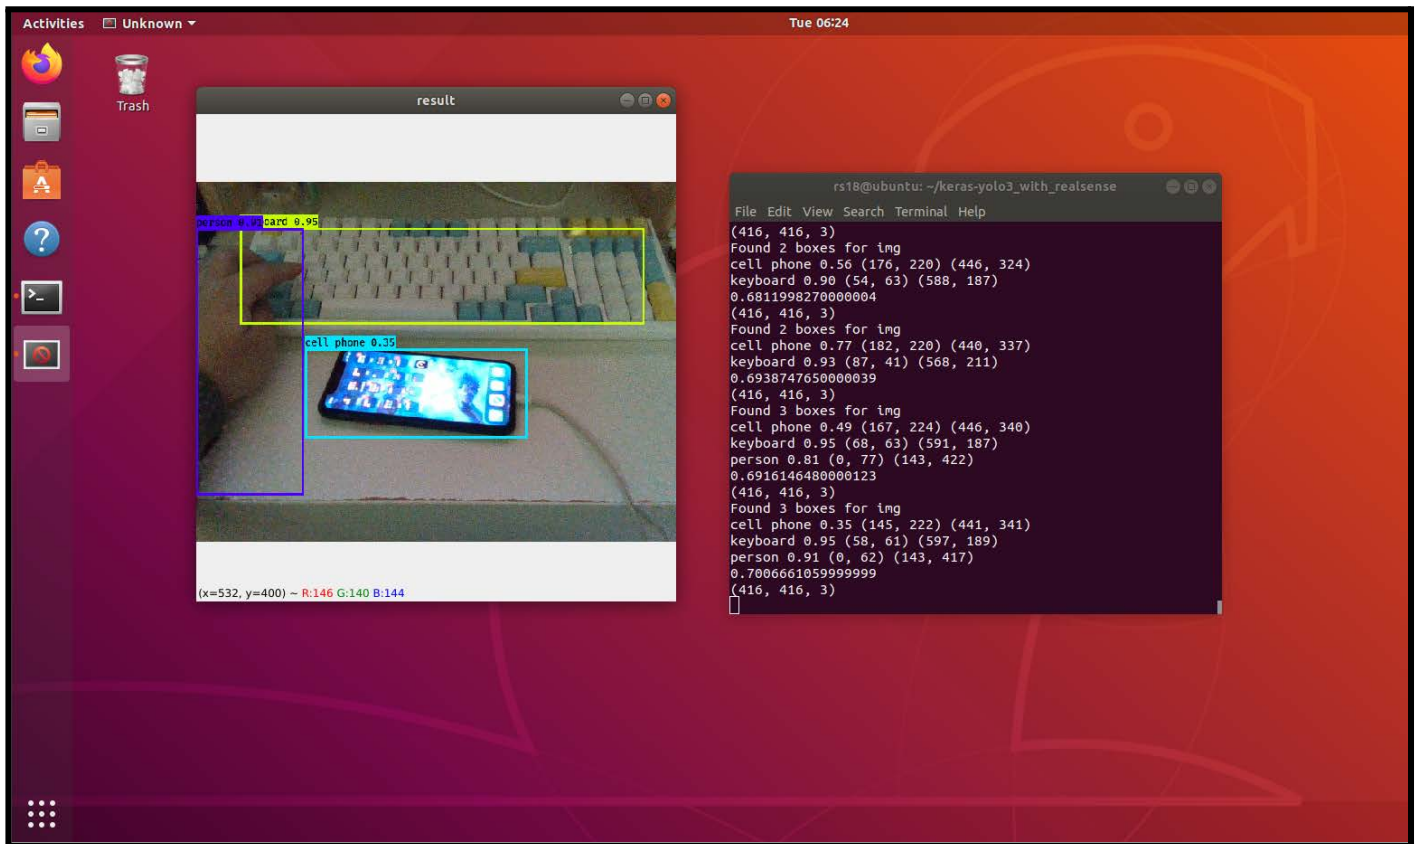 Activities Unknown Tue 06:24
Trash
result
person 0.91 board 0.95
cell phone 0.35
(x=532, y=400) ~ R:146 G:140 B:144
rs18@ubuntu: ~/keras-yolo3_with_realsense
File Edit View Search Terminal Help
(416, 416, 3)
Found 2 boxes for img
cell phone 0.56 (176, 220) (446, 324)
keyboard 0.90 (54, 63) (588, 187)
0.6811998270000004
(416, 416, 3)
Found 2 boxes for img
cell phone 0.77 (182, 220) (440, 337)
keyboard 0.93 (87, 41) (568, 211)
0.6938747650000039
(416, 416, 3)
Found 3 boxes for img
cell phone 0.49 (167, 224) (446, 340)
keyboard 0.95 (68, 63) (591, 187)
person 0.81 (0, 77) (143, 422)
0.6916146480000123
(416, 416, 3)
Found 3 boxes for img
cell phone 0.35 (145, 222) (441, 341)
keyboard 0.95 (58, 61) (597, 189)
person 0.91 (0, 62) (143, 417)
0.7006661059999999
(416, 416, 3)